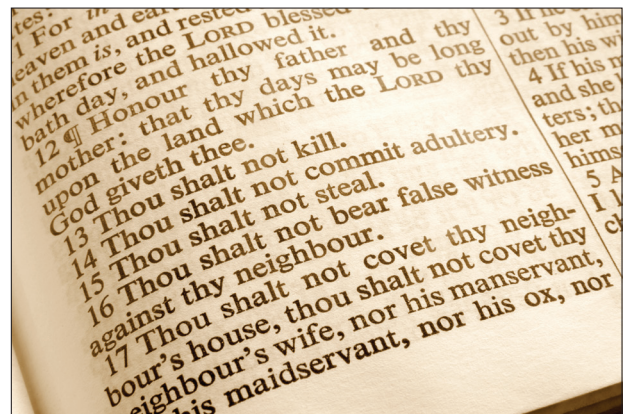 tes:
1 For in
eaven and ear
n them is, and rested
wherefore the LORD blessed
bath day, and hallowed it.
12 ¶ Honour thy father and thy
mother: that thy days may be long
upon the land which the LORD thy
God giveth thee.
13 Thou shalt not kill.
14 Thou shalt not commit adultery.
15 Thou shalt not steal.
16 Thou shalt not bear false witness
against thy neighbour.
17 Thou shalt not covet thy neigh-
bour's house, thou shalt not covet thy
eighbour's wife, nor his manservant,
his maidservant, nor his ox, nor
3 If he
out by him
then his wi
4 If his m
and she
ters; th
her m
himse
5 A
I
c